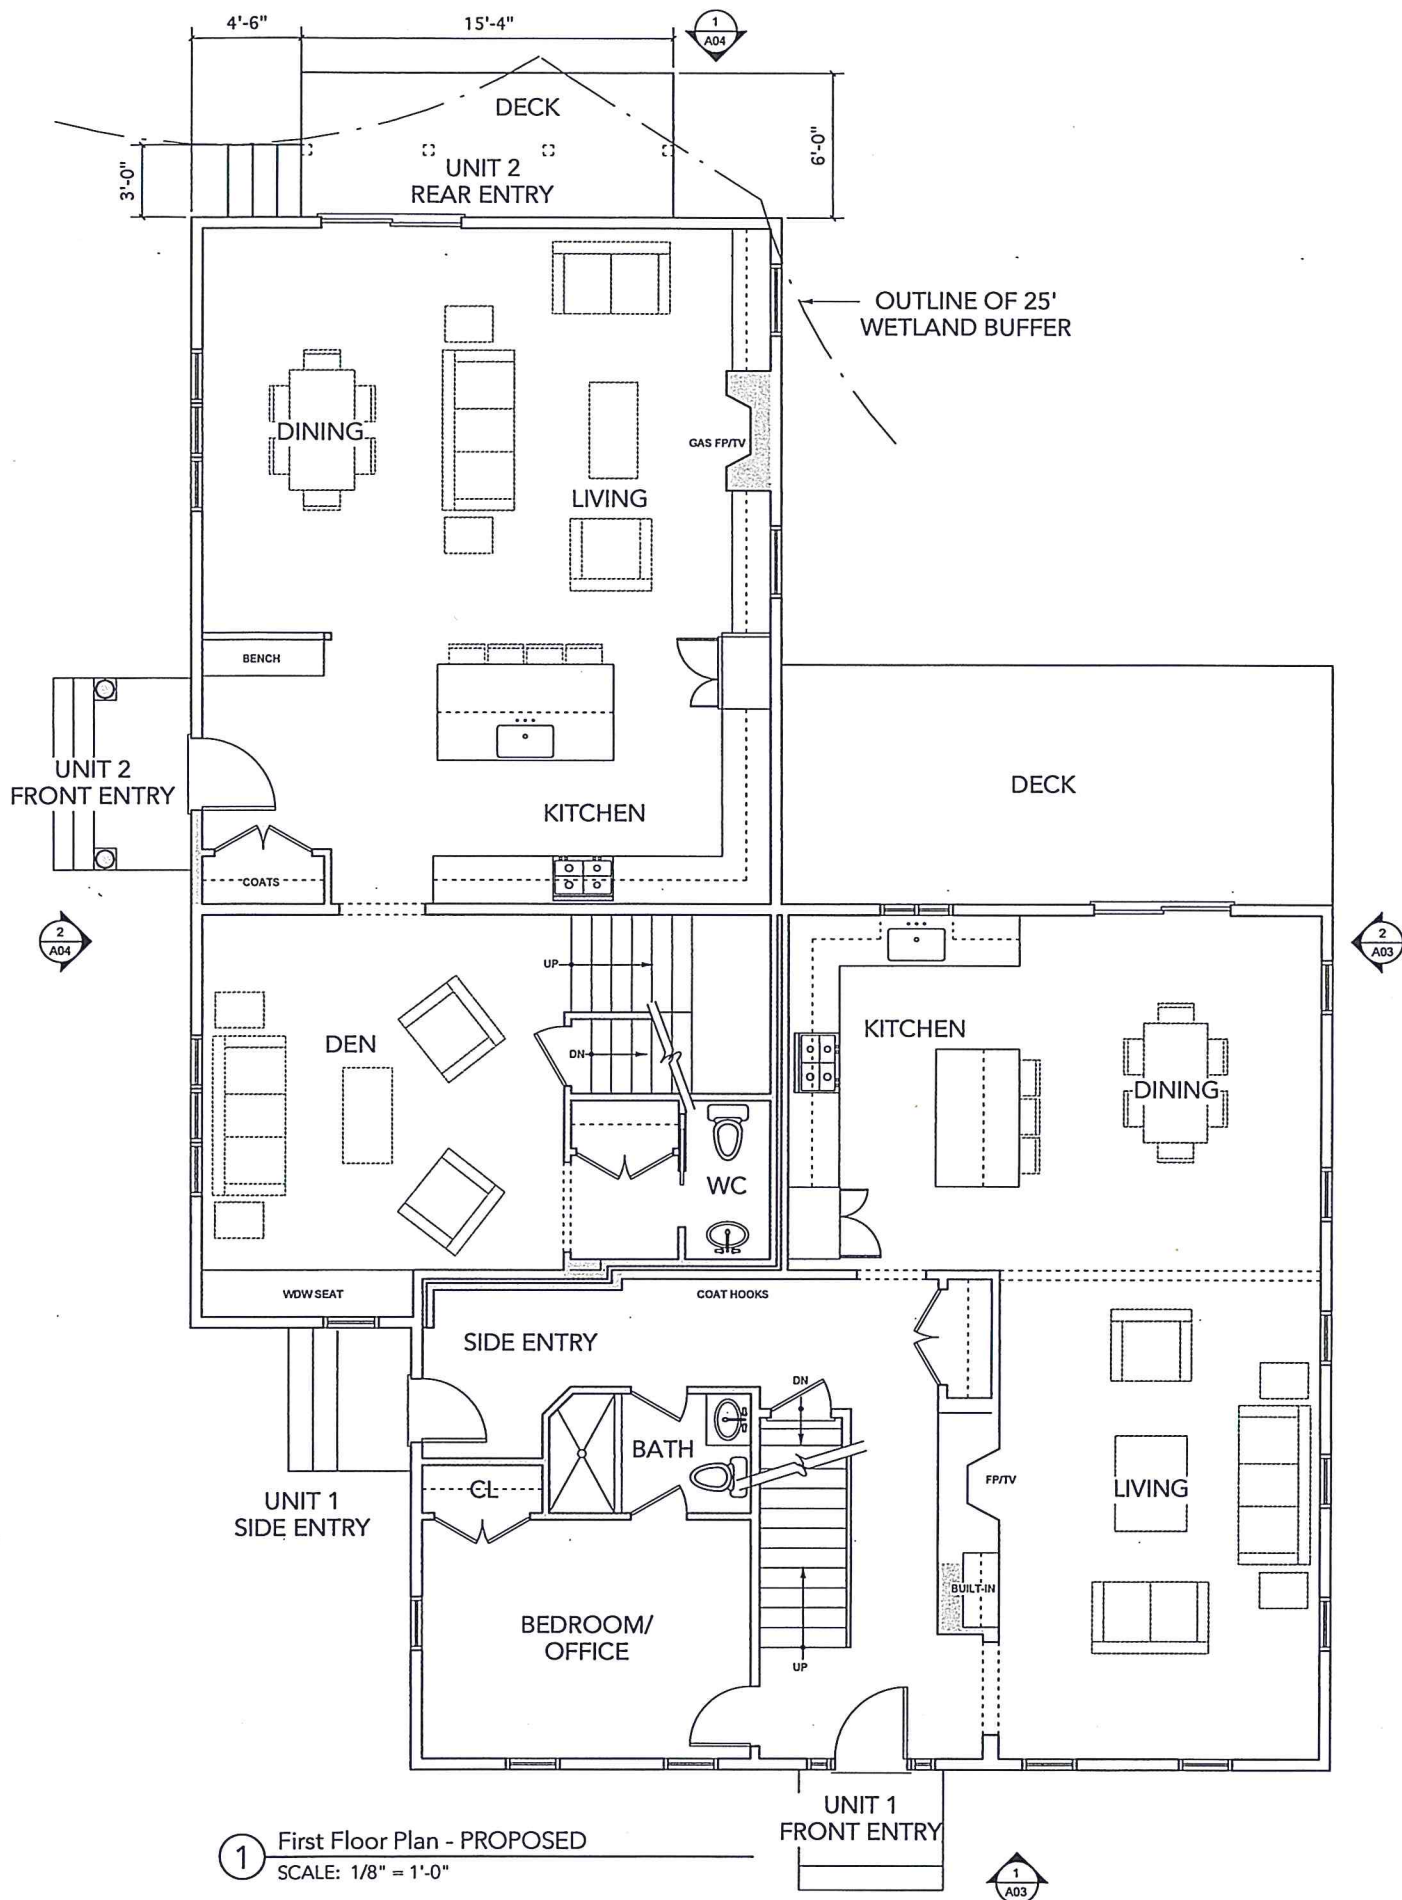 4'-6"
15'-4"
1
A04
DECK
6'-0"
3'-0"
UNIT 2
REAR ENTRY
OUTLINE OF 25'
WETLAND BUFFER
DINING
GAS FP/TV
LIVING
BENCH
UNIT 2
FRONT ENTRY
DECK
KITCHEN
COATS
2
A04
2
A03
UP
KITCHEN
DEN
DN
DINING
WC
WDW SEAT
COAT HOOKS
SIDE ENTRY
DN
BATH
CL
FP/TV
LIVING
UNIT 1
SIDE ENTRY
BUILT-IN
BEDROOM/
OFFICE
UP
UNIT 1
FRONT ENTRY
1
First Floor Plan - PROPOSED
SCALE: 1/8" = 1'-0"
1
A03